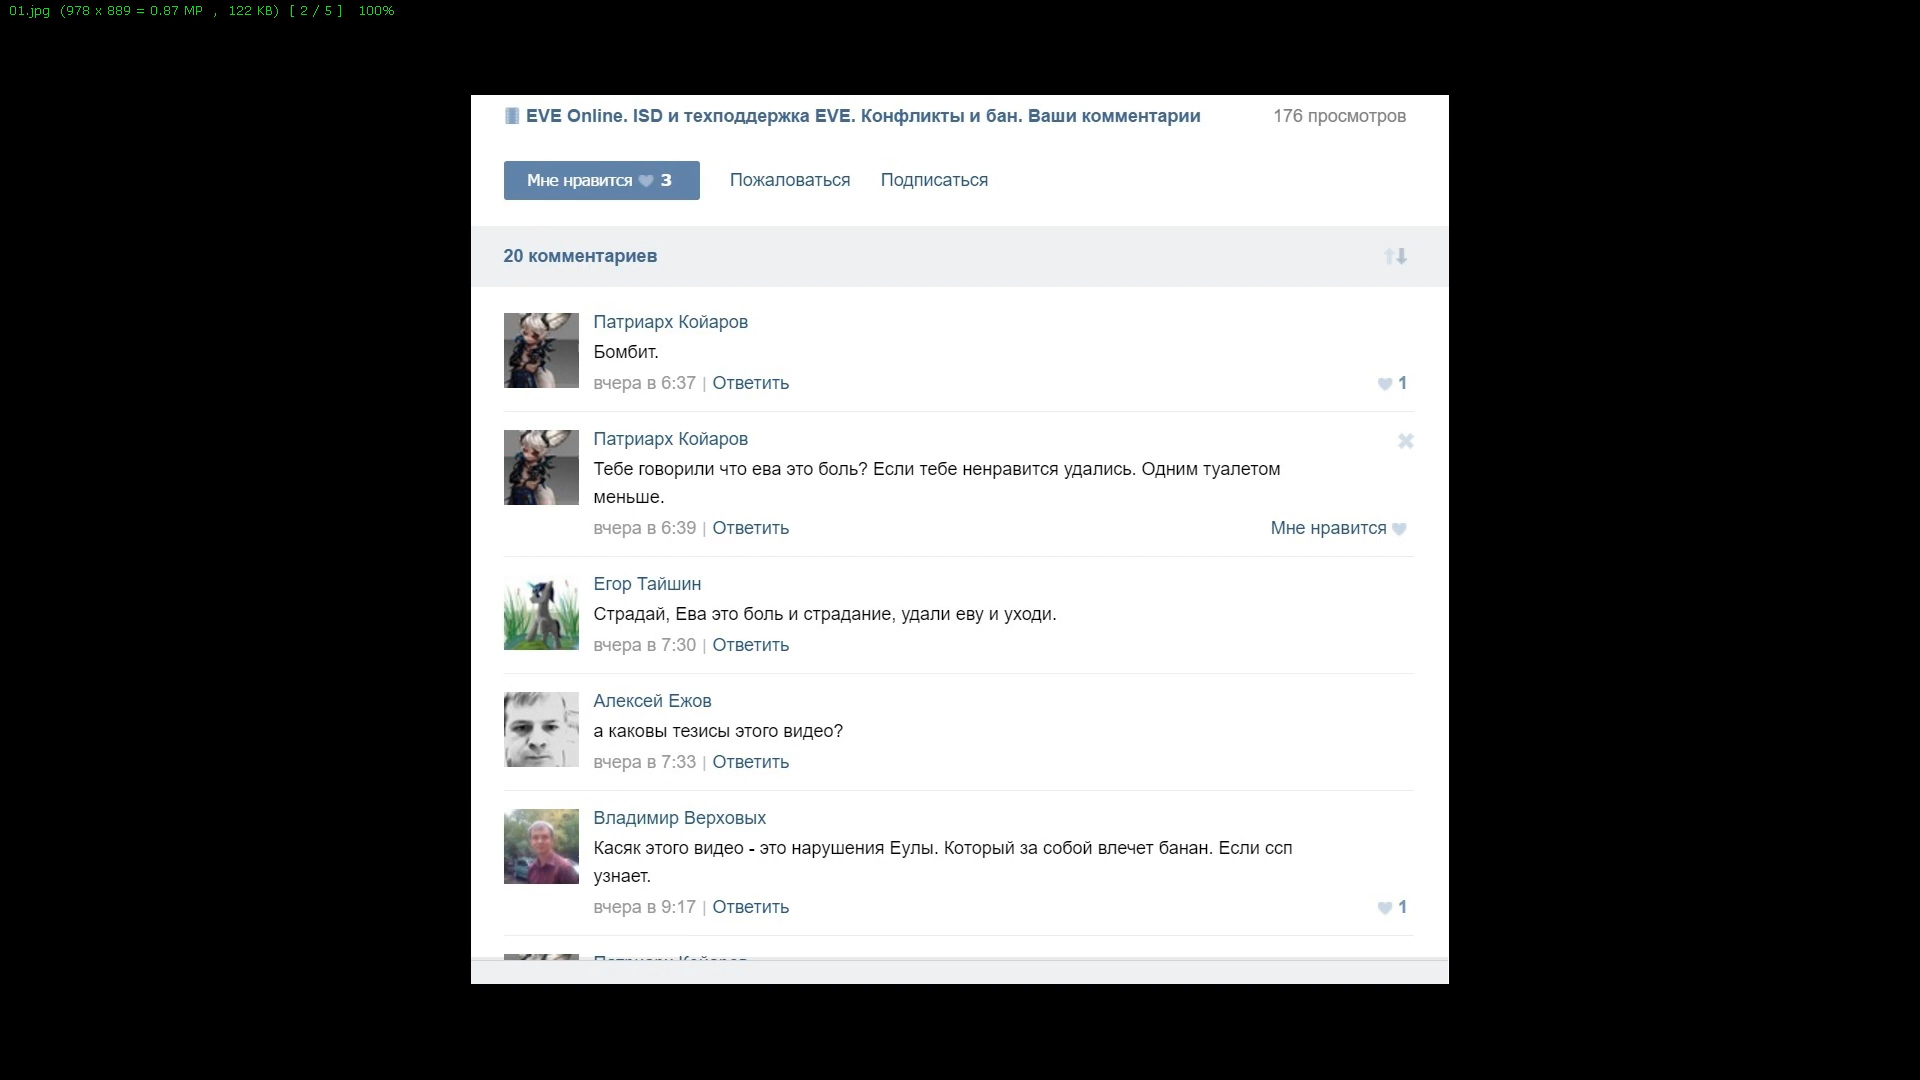 01.jpg (978 x 889 = 0.87 MP , 122 KB) [ 2 / 5 ] 100%
EVE Online. ISD и техподдержка EVE. Конфликты и бан. Ваши комментарии 176 просмотров
Мне нравится 3 Пожаловаться Подписаться
20 комментариев
Патриарх Койаров
Бомбит.
вчера в 6:37 | Ответить 1
Патриарх Койаров
Тебе говорили что ева это боль? Если тебе ненравится удались. Одним туалетом
меньше.
вчера в 6:39 | Ответить Мне нравится
Егор Тайшин
Страдай, Ева это боль и страдание, удали еву и уходи.
вчера в 7:30 | Ответить
Алексей Ежов
а каковы тезисы этого видео?
вчера в 7:33 | Ответить
Владимир Верховых
Касяк этого видео - это нарушения Еулы. Который за собой влечет банан. Если ссп
узнает.
вчера в 9:17 | Ответить 1
Патриарх Койаров